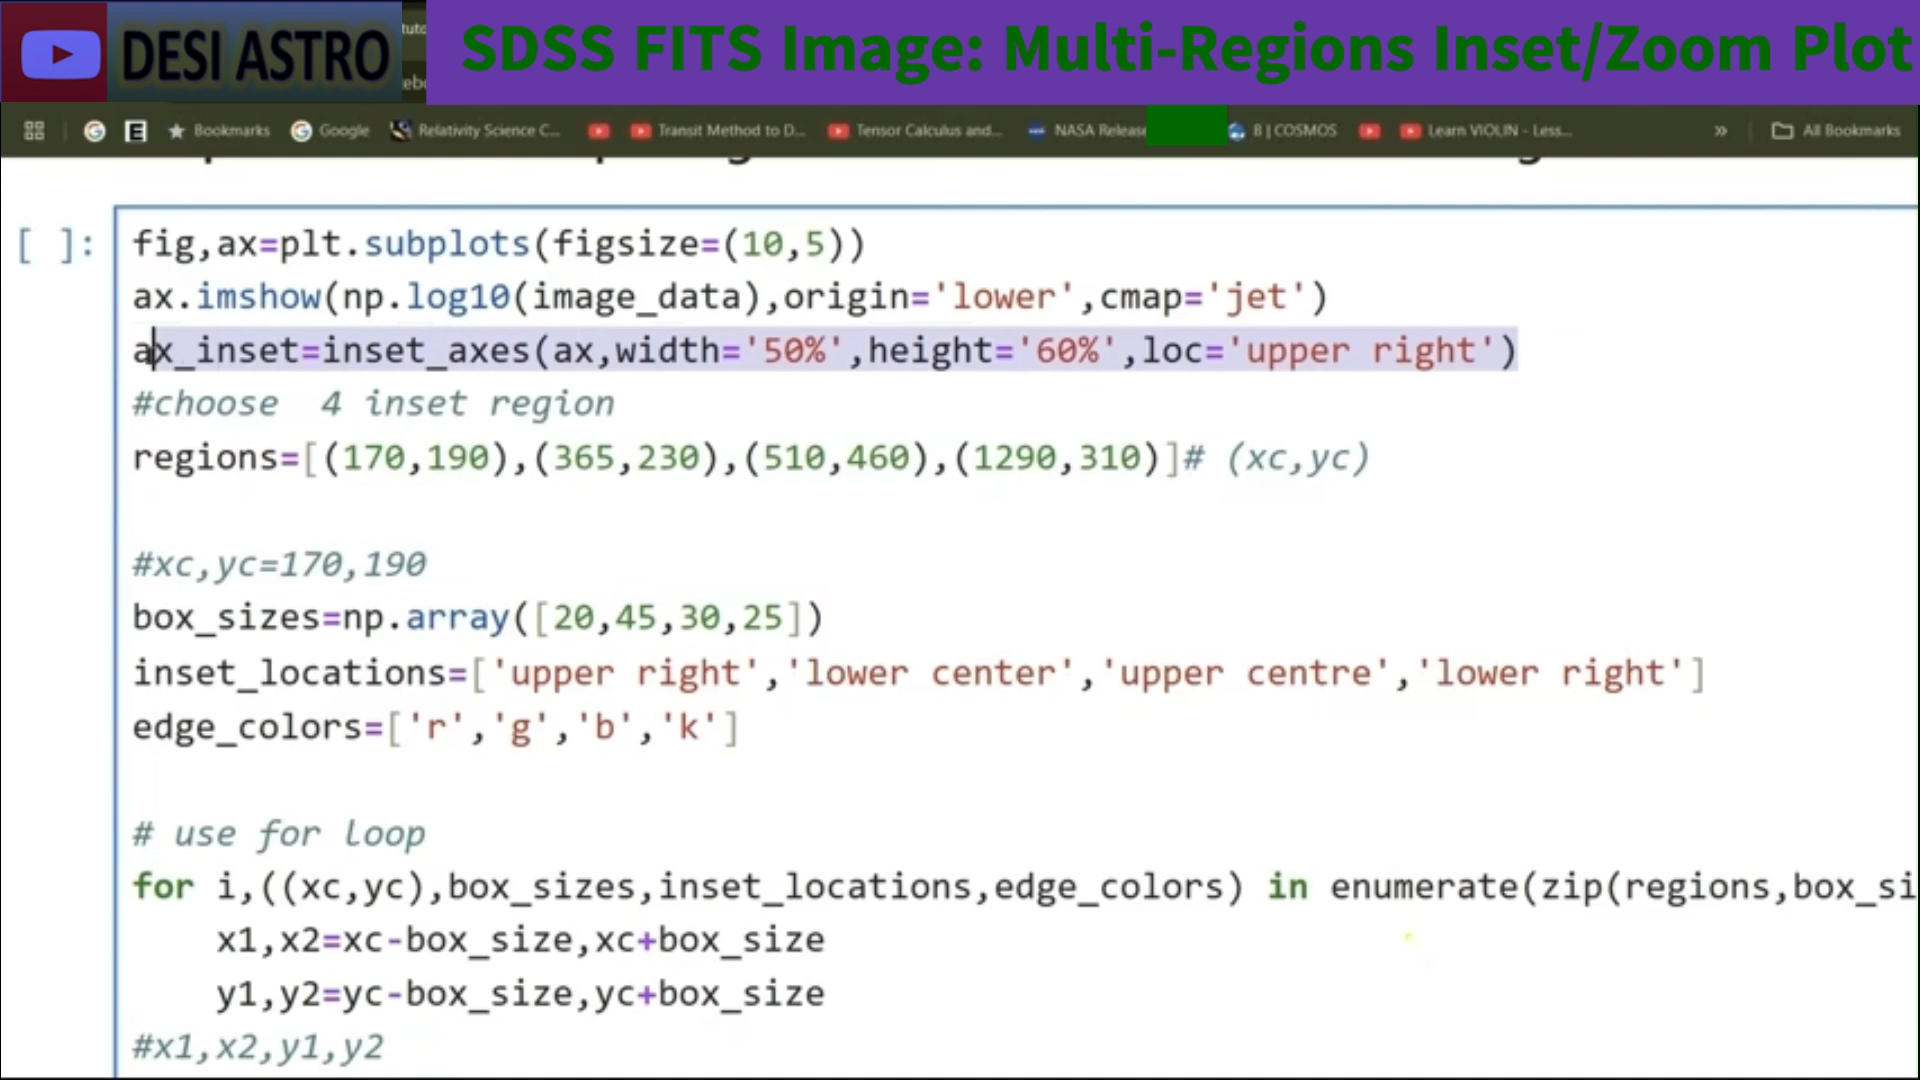 DESI ASTRO
SDSS FITS Image: Multi-Regions Inset/Zoom Plot
E Bookmarks Google Relativity Science C... Transit Method to D... Tensor Calculus and... NASA Release B | COSMOS Learn VIOLIN - Less... » All Bookmarks
[ ]:
fig,ax=plt.subplots(figsize=(10,5))
ax.imshow(np.log10(image_data),origin='lower',cmap='jet')
ax_inset=inset_axes(ax,width='50%',height='60%',loc='upper right')
#choose  4 inset region
regions=[(170,190),(365,230),(510,460),(1290,310)]# (xc,yc)
#xc,yc=170,190
box_sizes=np.array([20,45,30,25])
inset_locations=['upper right','lower center','upper centre','lower right']
edge_colors=['r','g','b','k']
# use for loop
for i,((xc,yc),box_sizes,inset_locations,edge_colors) in enumerate(zip(regions,box_si
x1,x2=xc-box_size,xc+box_size
y1,y2=yc-box_size,yc+box_size
#x1,x2,y1,y2